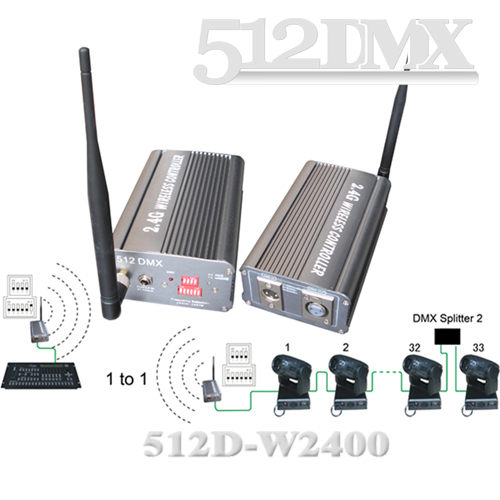 512DMX
2.4G WIRELESS CONTROLLER
2.4G WIRELESS CONTROLLER
512 DMX
DMX Splitter 2
1 2 32 33
1 to 1
512D-W2400